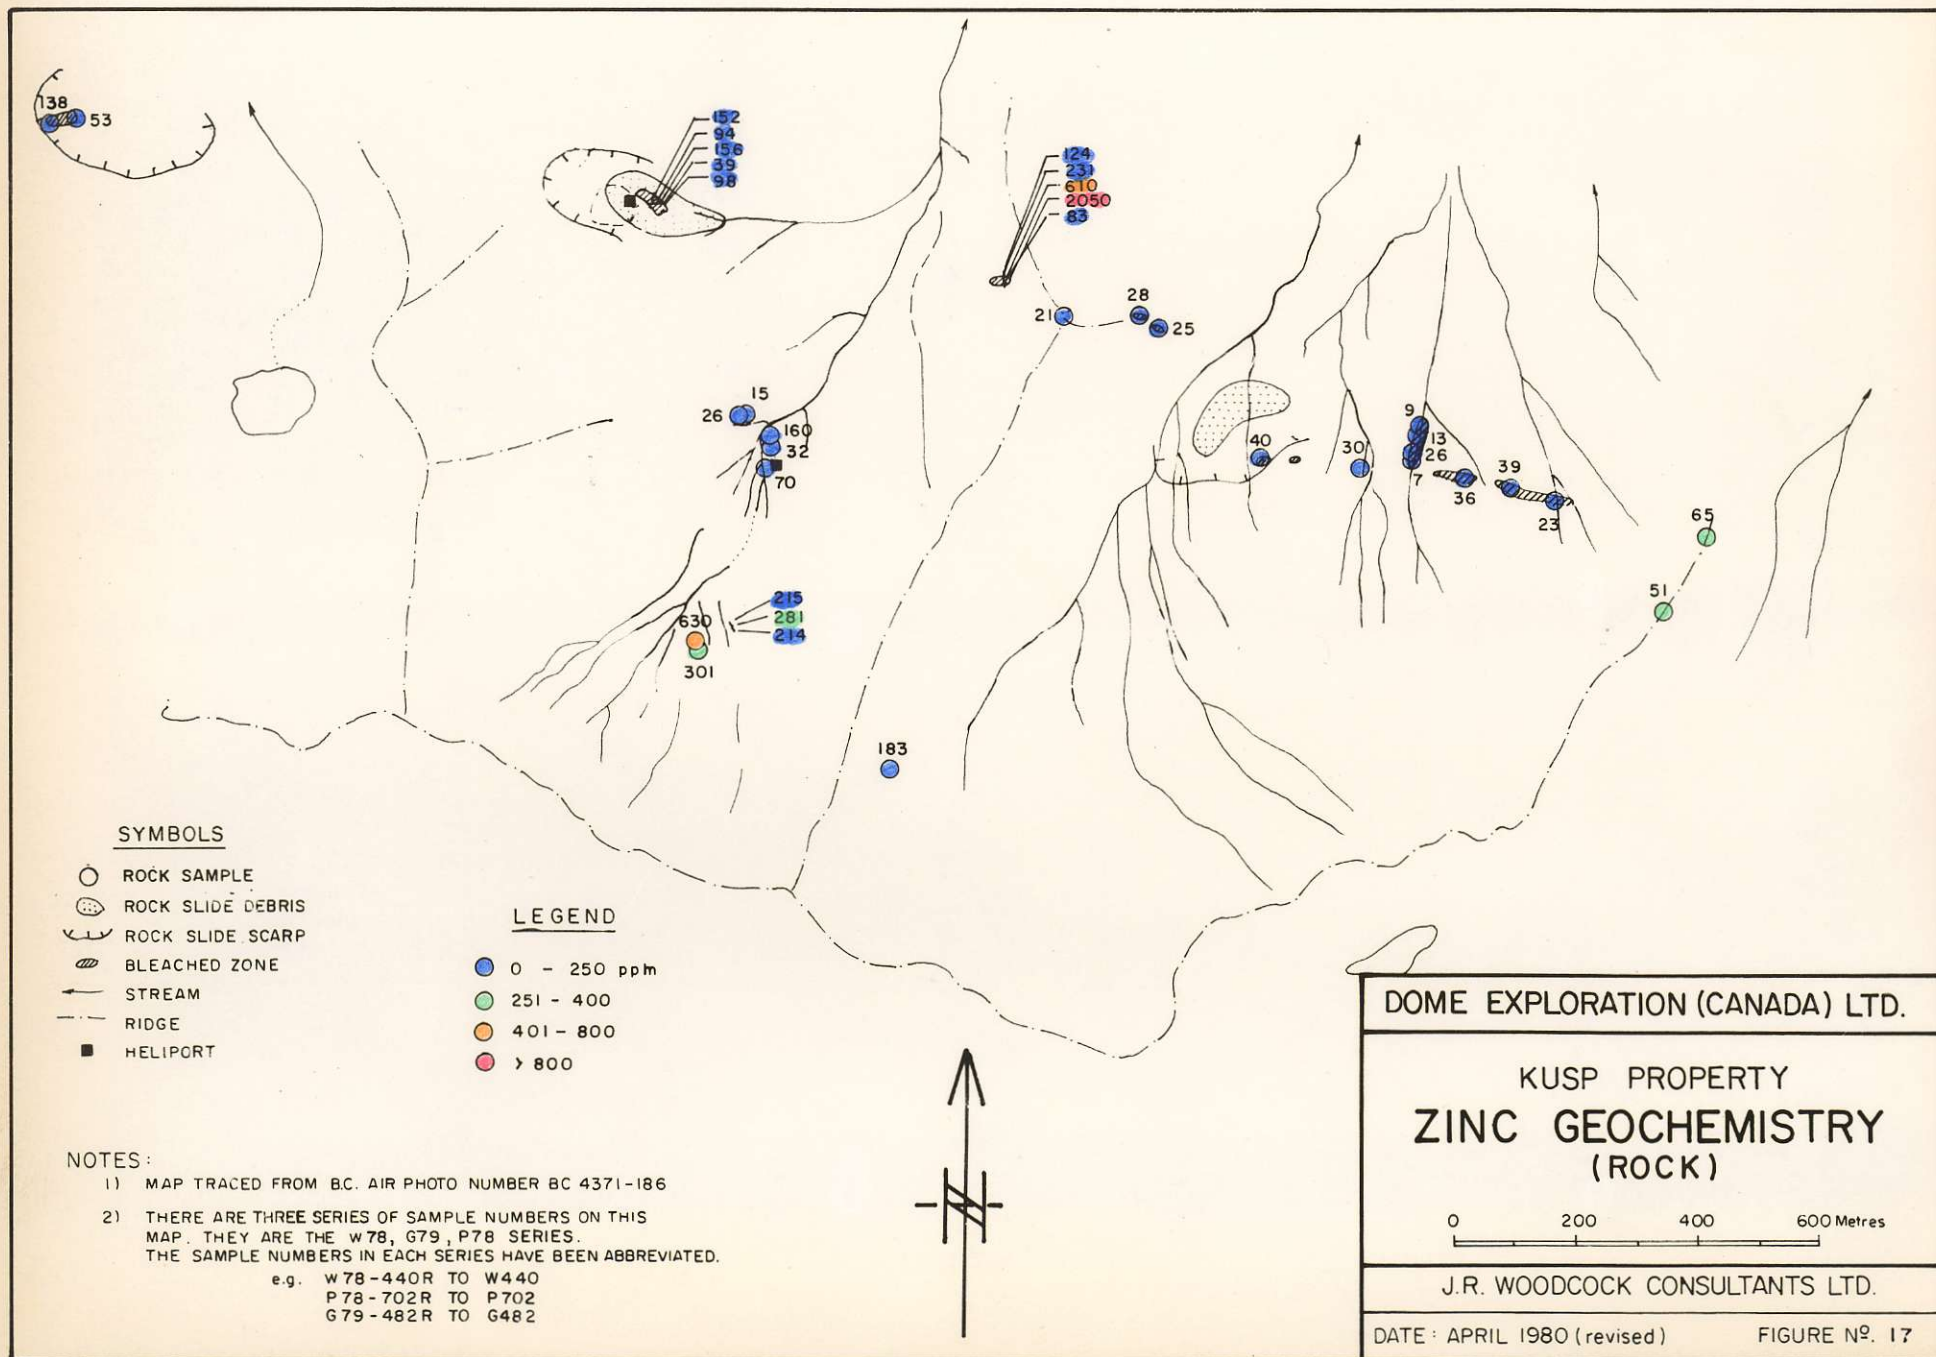 138
53
152
94
156
39
98
124
231
610
2050
83
21
28
25
15
26
160
32
70
40
30
9
13
26
7
36
39
23
65
51
215
281
214
630
301
183
SYMBOLS
ROCK SAMPLE
ROCK SLIDE DEBRIS
ROCK SLIDE SCARP
BLEACHED ZONE
STREAM
RIDGE
HELIPORT
LEGEND
0 - 250 ppm
251 - 400
401 - 800
> 800
NOTES:
1) MAP TRACED FROM B.C. AIR PHOTO NUMBER BC 4371-186
2) THERE ARE THREE SERIES OF SAMPLE NUMBERS ON THIS
MAP. THEY ARE THE W78, G79, P78 SERIES.
THE SAMPLE NUMBERS IN EACH SERIES HAVE BEEN ABBREVIATED.
e.g. W78-440R TO W440
P78-702R TO P702
G79-482R TO G482
N
DOME EXPLORATION (CANADA) LTD.
KUSP PROPERTY
ZINC GEOCHEMISTRY
(ROCK)
0 200 400 600 Metres
J.R. WOODCOCK CONSULTANTS LTD.
DATE: APRIL 1980 (revised) FIGURE Nº. 17